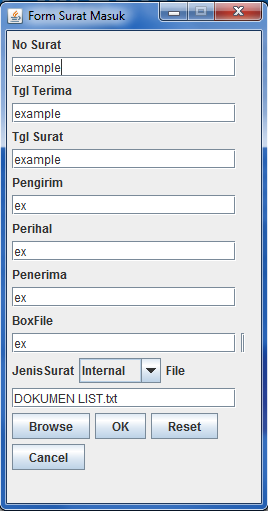 Form Surat Masuk
No Surat
example
Tgl Terima
example
Tgl Surat
example
Pengirim
ex
Perihal
ex
Penerima
ex
BoxFile
ex
JenisSurat Internal File
DOKUMEN LIST.txt
Browse OK Reset
Cancel